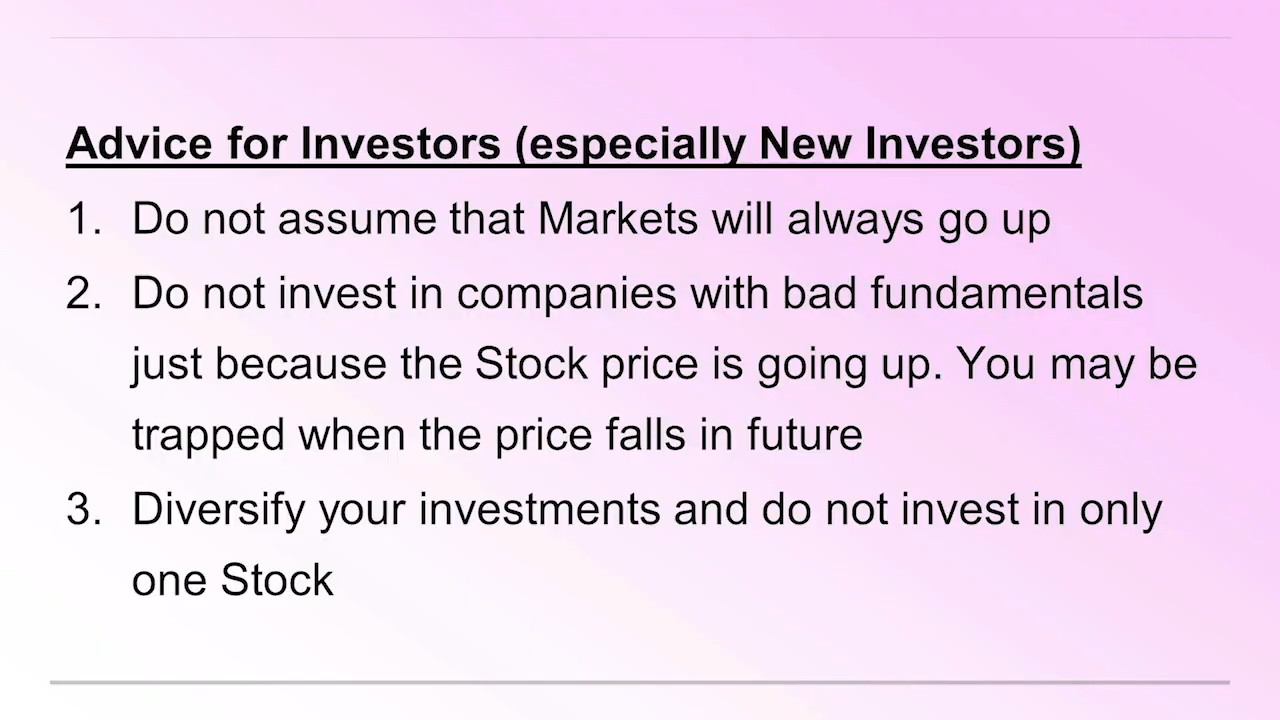 Advice for Investors (especially New Investors)
1. Do not assume that Markets will always go up
2. Do not invest in companies with bad fundamentals
just because the Stock price is going up. You may be
trapped when the price falls in future
3. Diversify your investments and do not invest in only
one Stock